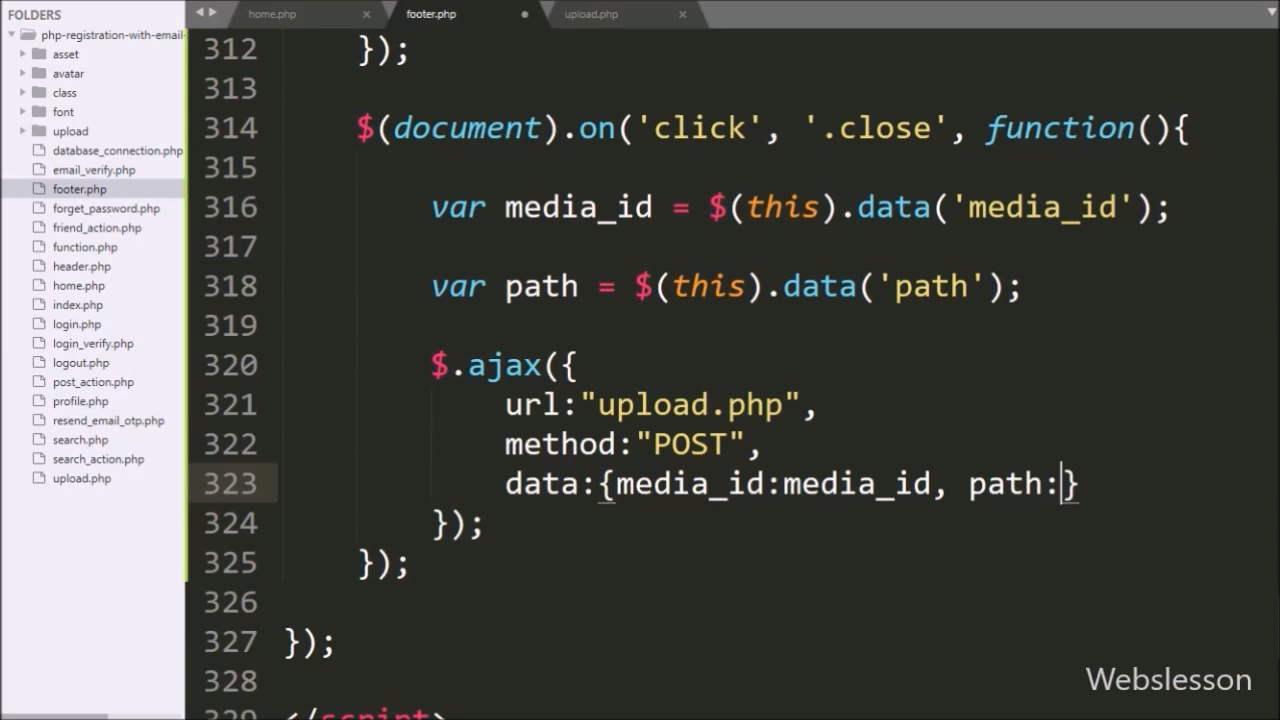 FOLDERS
php-registration-with-email-
asset
avatar
class
font
upload
database_connection.php
email_verify.php
footer.php
forget_password.php
friend_action.php
function.php
header.php
home.php
index.php
login.php
login_verify.php
logout.php
post_action.php
profile.php
resend_email_otp.php
search.php
search_action.php
upload.php
home.php
footer.php
upload.php
312 });
313
314 $(document).on('click', '.close', function(){
315
316 var media_id = $(this).data('media_id');
317
318 var path = $(this).data('path');
319
320 $.ajax({
321 url:"upload.php",
322 method:"POST",
323 data:{media_id:media_id, path:}
324 });
325 });
326
327 });
328
329 </script>
Webslesson